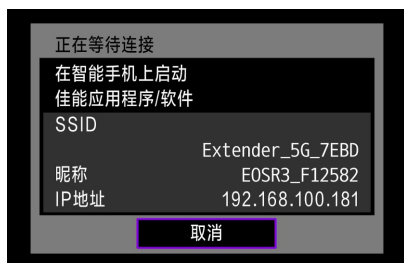 正在等待连接
在智能手机上启动
佳能应用程序/软件
SSID
Extender_5G_7EBD
昵称 EOSR3_F12582
IP地址 192.168.100.181
取消